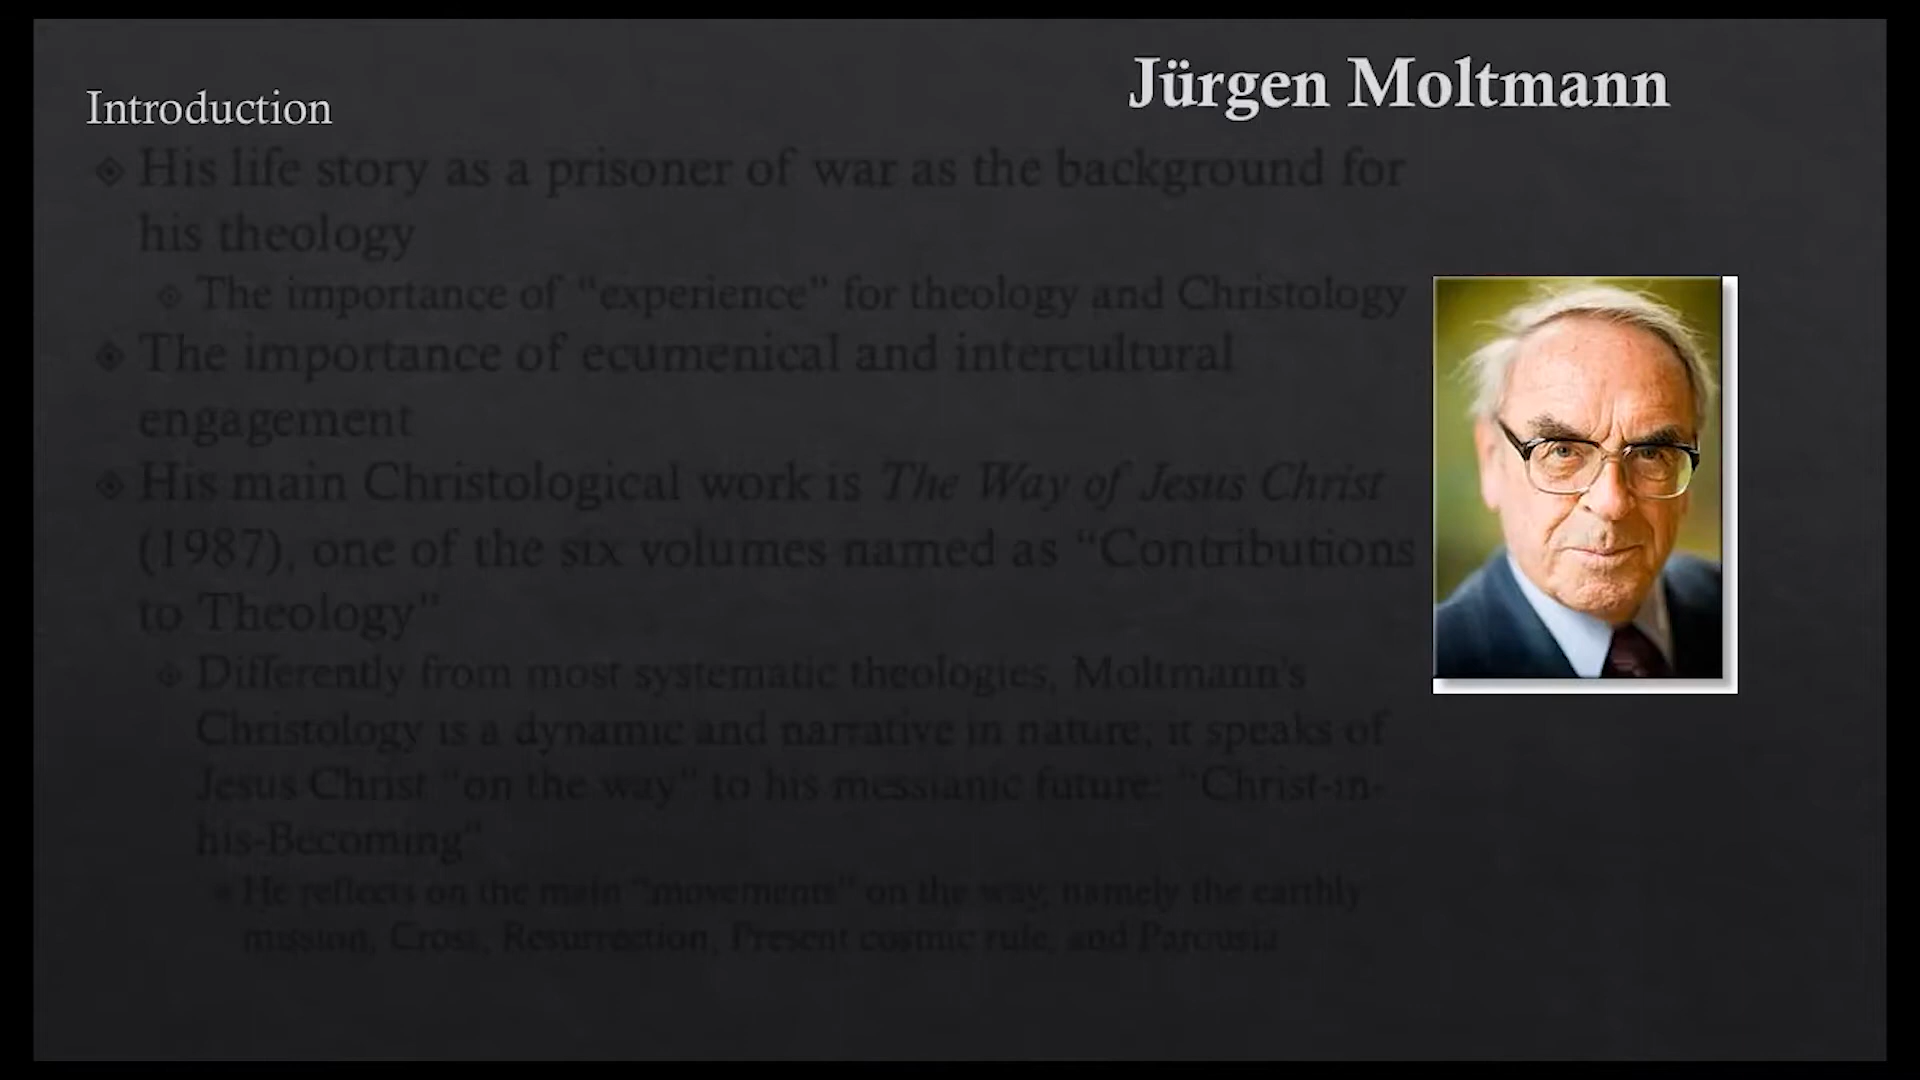 Jürgen Moltmann
Introduction
His life story as a prisoner of war as the background for
his theology
The importance of "experience" for theology and Christology
The importance of ecumenical and intercultural
engagement
His main Christological work is The Way of Jesus Christ
(1987), one of the six volumes named as "Contributions
to Theology"
Differently from most systematic theologies, Moltmann's
Christology is a dynamic and narrative in nature; it speaks of
Jesus Christ "on the way" to his messianic future: "Christ-in-
his-Becoming"
He reflects on the main "movements" on the way, namely the earthly
mission, Cross, Resurrection, Present cosmic rule, and Parousia